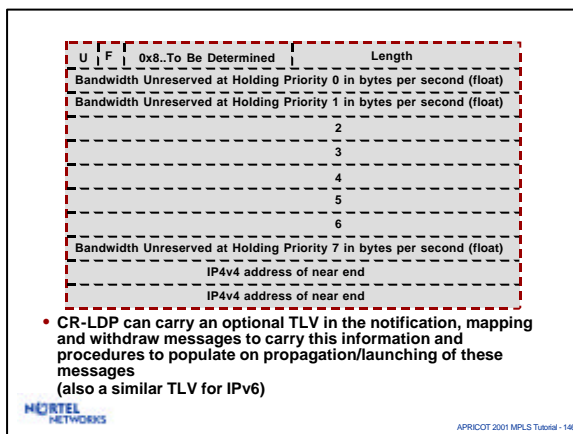 U F 0x8..To Be Determined Length
Bandwidth Unreserved at Holding Priority 0 in bytes per second (float)
Bandwidth Unreserved at Holding Priority 1 in bytes per second (float)
2
3
4
5
6
Bandwidth Unreserved at Holding Priority 7 in bytes per second (float)
IP4v4 address of near end
IP4v4 address of near end
• CR-LDP can carry an optional TLV in the notification, mapping
and withdraw messages to carry this information and
procedures to populate on propagation/launching of these
messages
(also a similar TLV for IPv6)
NORTEL
NETWORKS
APRICOT 2001 MPLS Tutorial - 146